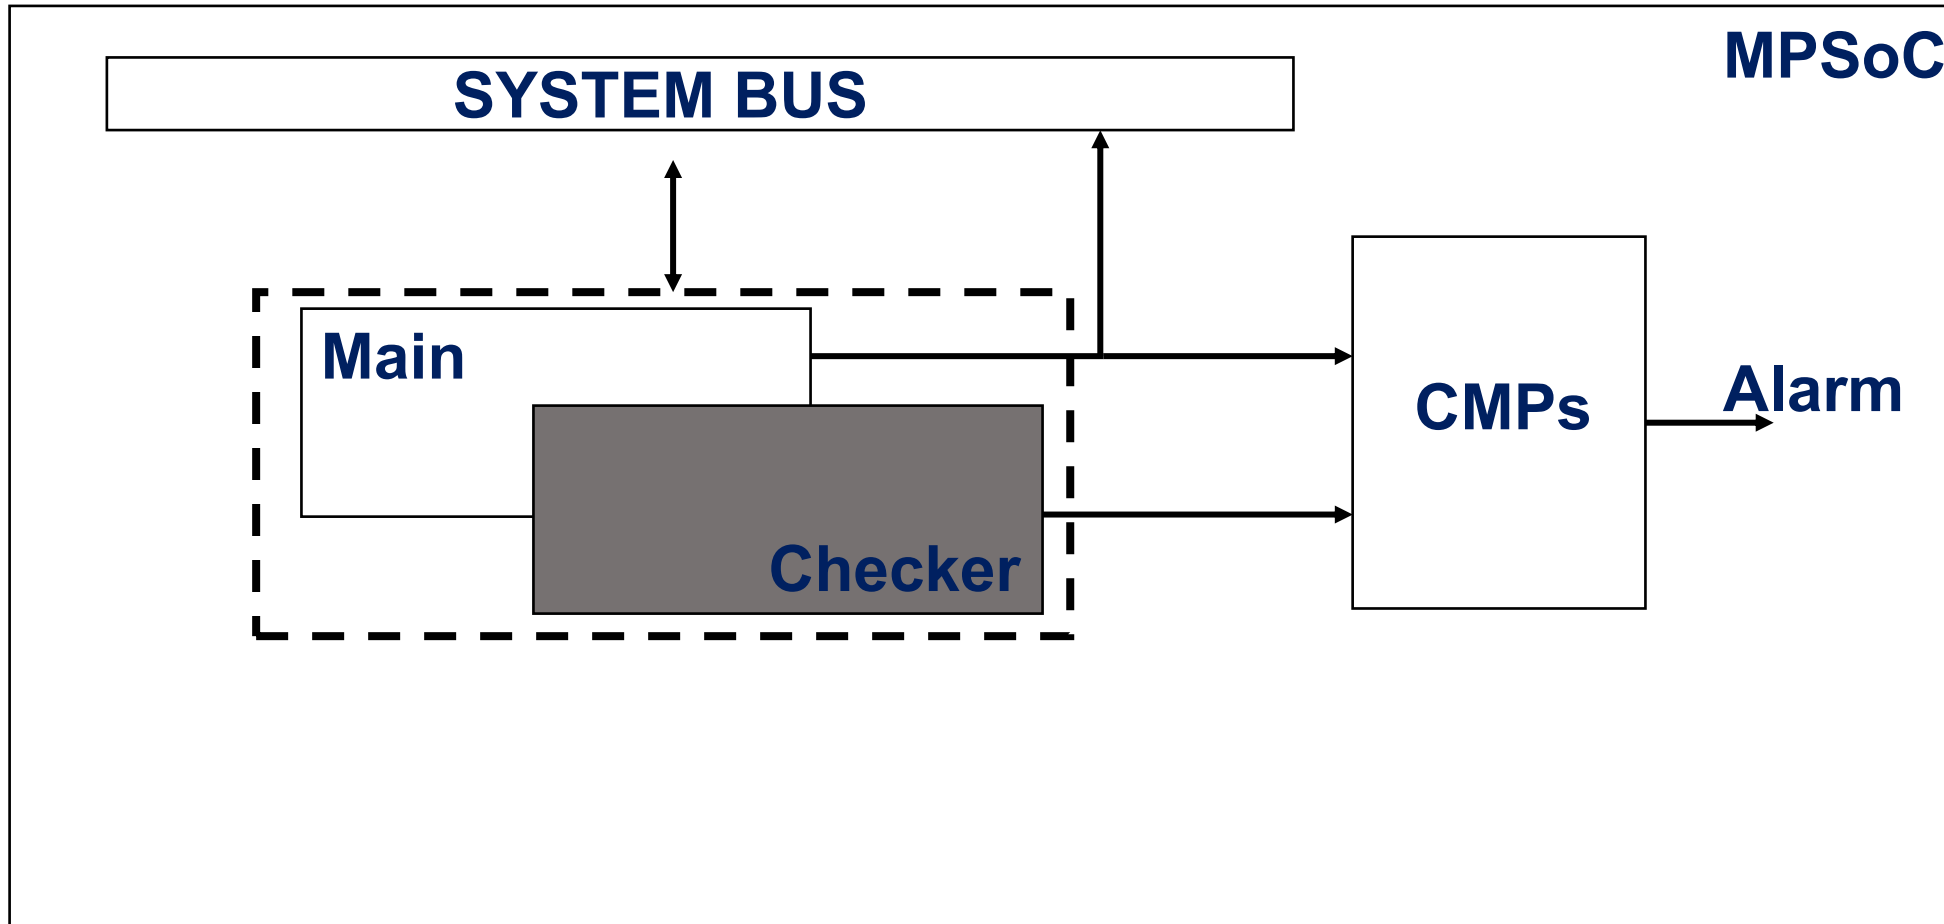 MPSoC
SYSTEM BUS
Main
CMPs
Alarm
Checker